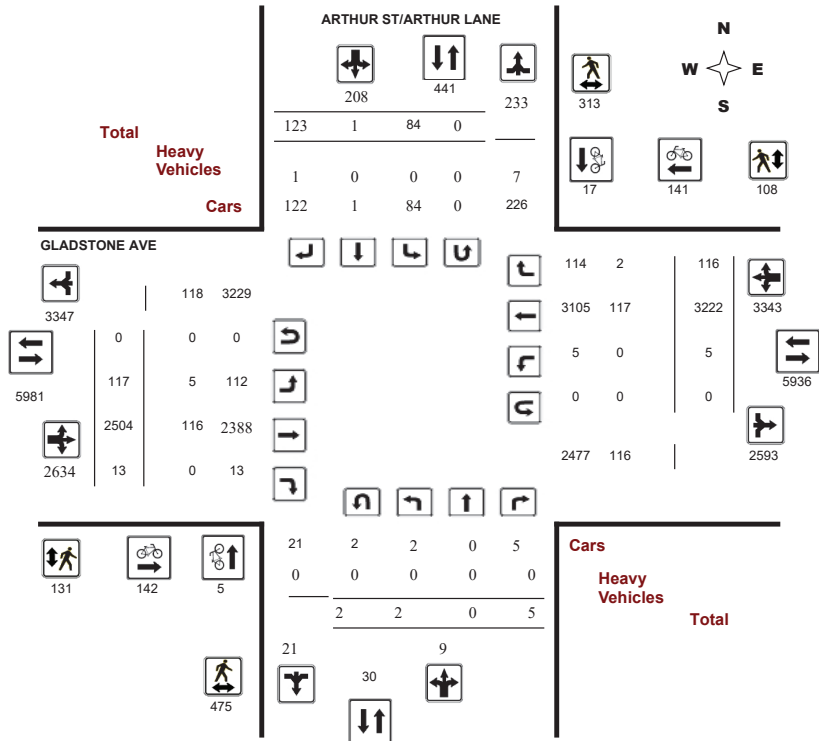 ARTHUR ST/ARTHUR LANE
N
W E
S
208 441 233 313
Total 123 1 84 0
Heavy
Vehicles
1 0 0 0 7
17 141 108
Cars 122 1 84 0 226
GLADSTONE AVE
114 2 116
118 3229
3347
3105 117 3222 3343
0 0 0
5 0 5
5981 5936
117 5 112
0 0 0
2504 116 2388
2477 116 2593
2634 13 0 13
21 2 2 0 5
Cars
0 0 0 0 0
Heavy
Vehicles
131 142 5
2 2 0 5
Total
21 9
30
475